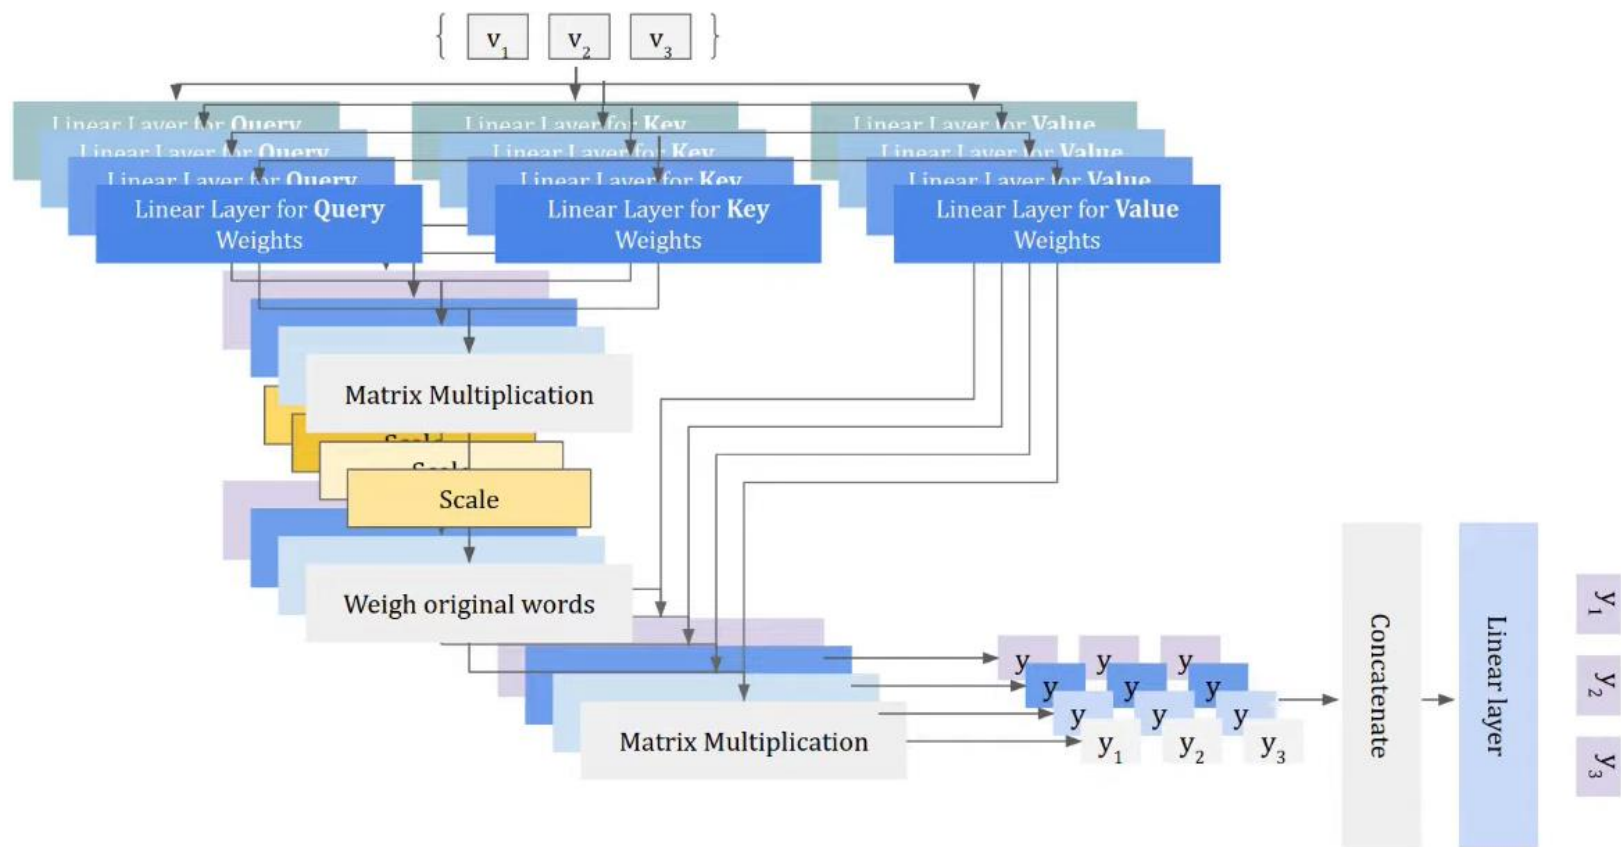 { v₁ v₂ v₃ }
Linear Layer for Query
Linear Layer for Key
Linear Layer for Value
Linear Layer for Query
Linear Layer for Key
Linear Layer for Value
Linear Layer for Query
Linear Layer for Key
Linear Layer for Value
Linear Layer for Query
Weights
Linear Layer for Key
Weights
Linear Layer for Value
Weights
Matrix Multiplication
Scale
Scale
Scale
Weigh original words
Matrix Multiplication
y y y
y y y
y y y
y₁ y₂ y₃
Concatenate
Linear layer
y₁
y₂
y₃